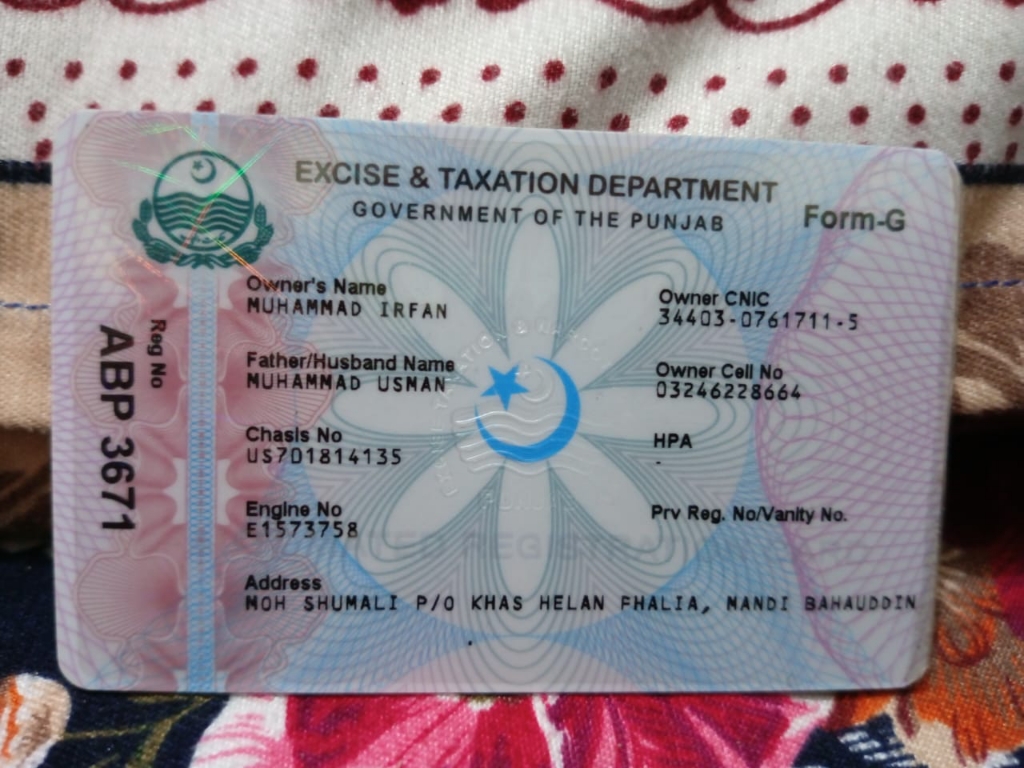 EXCISE & TAXATION DEPARTMENT
GOVERNMENT OF THE PUNJAB
Form-G
Reg No
ABP 3671
Owner's Name
MUHAMMAD IRFAN
Owner CNIC
34403-0761711-5
Father/Husband Name
MUHAMMAD USMAN
Owner Cell No
03246228664
Chasis No
US701814135
HPA
-
Engine No
E1573758
Prv Reg. No/Vanity No.
Address
MOH SHUMALI P/O KHAS HELAN FHALIA, MANDI BAHAUDDIN